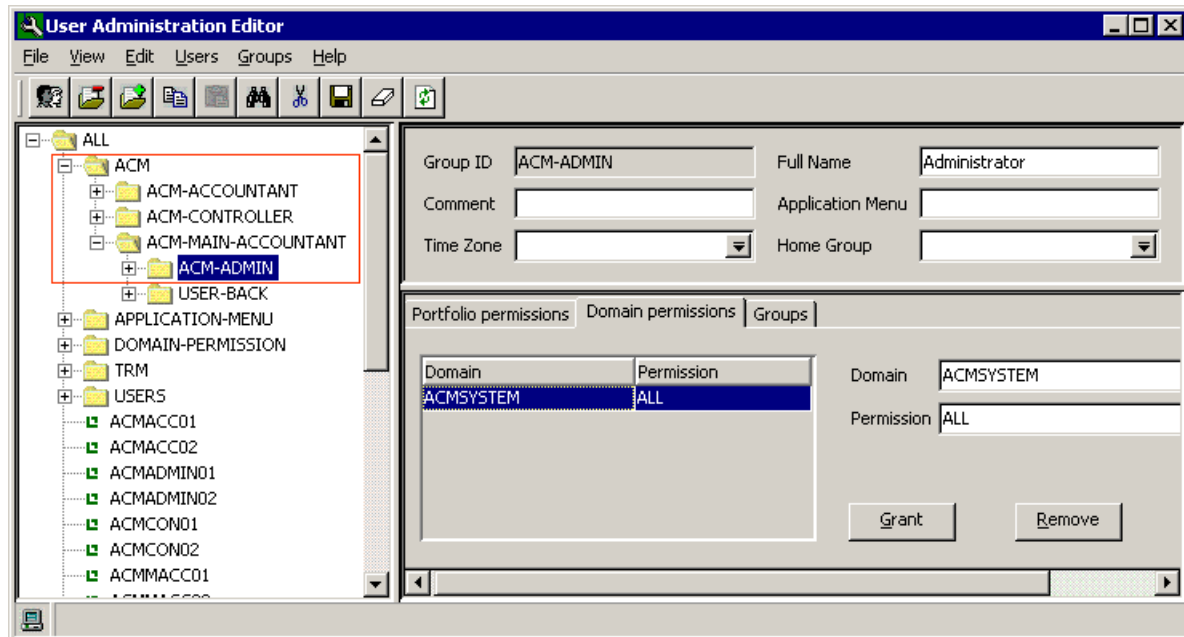 User Administration Editor
File View Edit Users Groups Help
ALL
ACM
ACM-ACCOUNTANT
ACM-CONTROLLER
ACM-MAIN-ACCOUNTANT
ACM-ADMIN
USER-BACK
APPLICATION-MENU
DOMAIN-PERMISSION
TRM
USERS
ACMACC01
ACMACC02
ACMADMIN01
ACMADMIN02
ACMCON01
ACMCON02
ACMMACC01
Group ID ACM-ADMIN Full Name Administrator
Comment Application Menu
Time Zone Home Group
Portfolio permissions Domain permissions Groups
Domain Permission
ACMSYSTEM ALL
Domain ACMSYSTEM
Permission ALL
Grant Remove